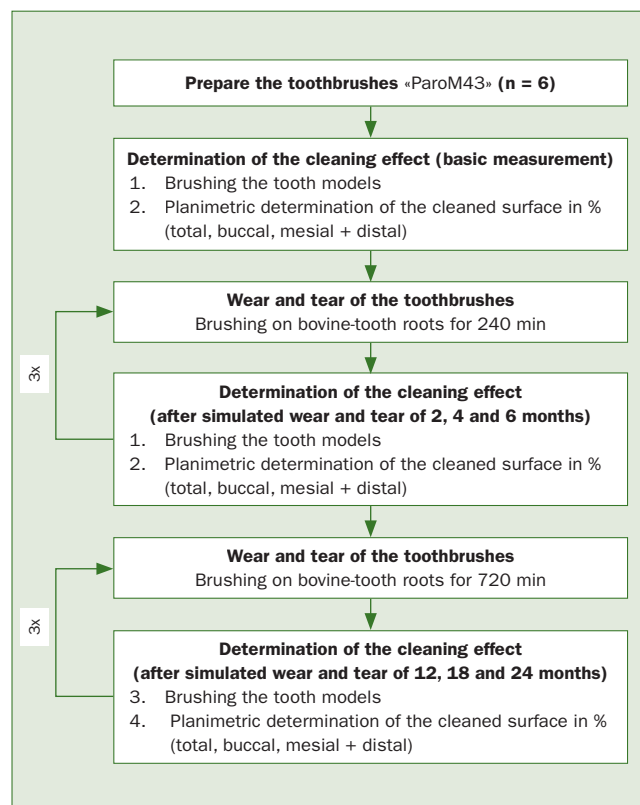 Prepare the toothbrushes «ParoM43» (n = 6)
Determination of the cleaning effect (basic measurement)
1. Brushing the tooth models
2. Planimetric determination of the cleaned surface in %
(total, buccal, mesial + distal)
Wear and tear of the toothbrushes
Brushing on bovine-tooth roots for 240 min
3x
Determination of the cleaning effect
(after simulated wear and tear of 2, 4 and 6 months)
1. Brushing the tooth models
2. Planimetric determination of the cleaned surface in %
(total, buccal, mesial + distal)
Wear and tear of the toothbrushes
Brushing on bovine-tooth roots for 720 min
3x
Determination of the cleaning effect
(after simulated wear and tear of 12, 18 and 24 months)
3. Brushing the tooth models
4. Planimetric determination of the cleaned surface in %
(total, buccal, mesial + distal)